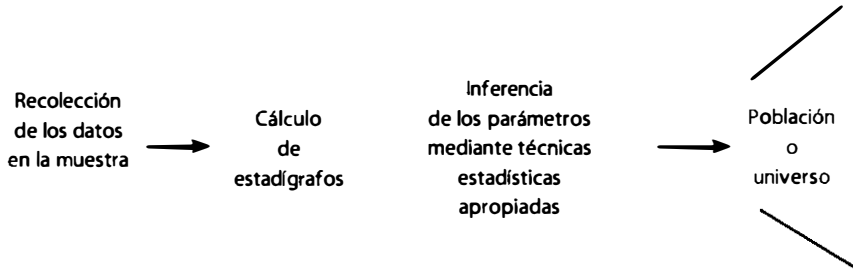 Recolección
de los datos
en la muestra
Cálculo
de
estadígrafos
Inferencia
de los parámetros
mediante técnicas
estadísticas
apropiadas
Población
o
universo